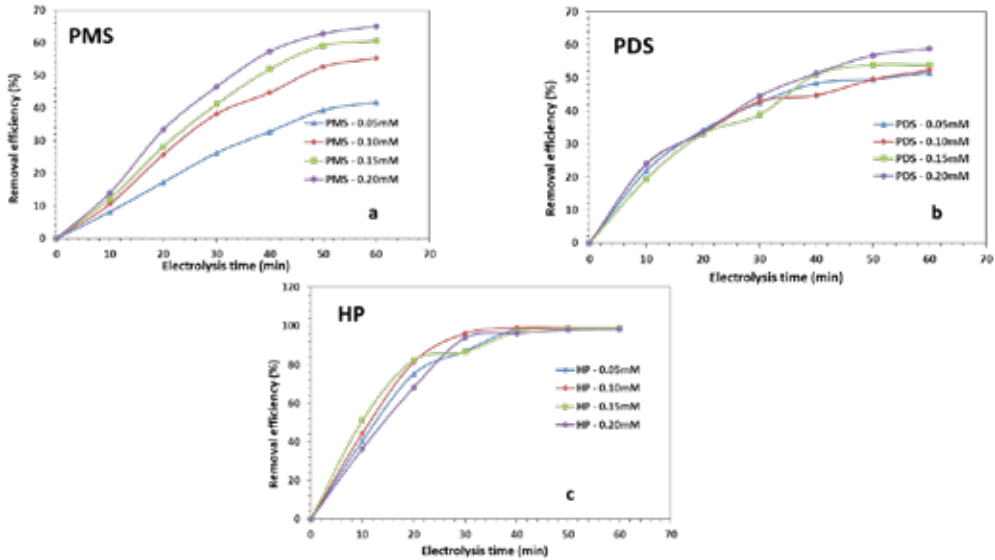 PMS
Removal efficiency (%)
70
60
50
40
30
20
10
0
PMS - 0.05mM
PMS - 0.10mM
PMS - 0.15mM
PMS - 0.20mM
a
0 10 20 30 40 50 60 70
Electrolysis time (min)
PDS
Removal efficiency (%)
70
60
50
40
30
20
10
0
PDS - 0.05mM
PDS - 0.10mM
PDS - 0.15mM
PDS - 0.20mM
b
0 10 20 30 40 50 60 70
Electrolysis time (min)
HP
Removal efficiency (%)
120
100
80
60
40
20
0
HP - 0.05mM
HP - 0.10mM
HP - 0.15mM
HP - 0.20mM
c
0 10 20 30 40 50 60 70
Electrolysis time (min)